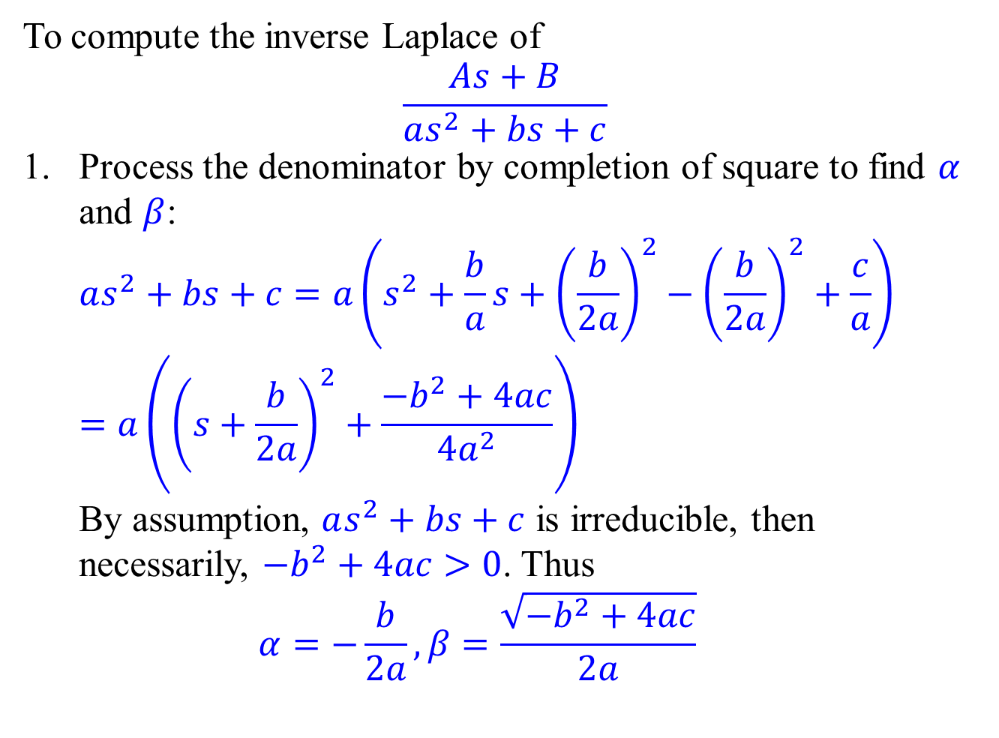 To compute the inverse Laplace of
$\frac{As + B}{as^2 + bs + c}$
1. Process the denominator by completion of square to find $\alpha$
and $\beta$:
$as^2 + bs + c = a\left(s^2 + \frac{b}{a}s + \left(\frac{b}{2a}\right)^2 - \left(\frac{b}{2a}\right)^2 + \frac{c}{a}\right)$
$= a\left(\left(s + \frac{b}{2a}\right)^2 + \frac{-b^2 + 4ac}{4a^2}\right)$
By assumption, $as^2 + bs + c$ is irreducible, then
necessarily, $-b^2 + 4ac > 0$. Thus
$\alpha = -\frac{b}{2a}, \beta = \frac{\sqrt{-b^2 + 4ac}}{2a}$